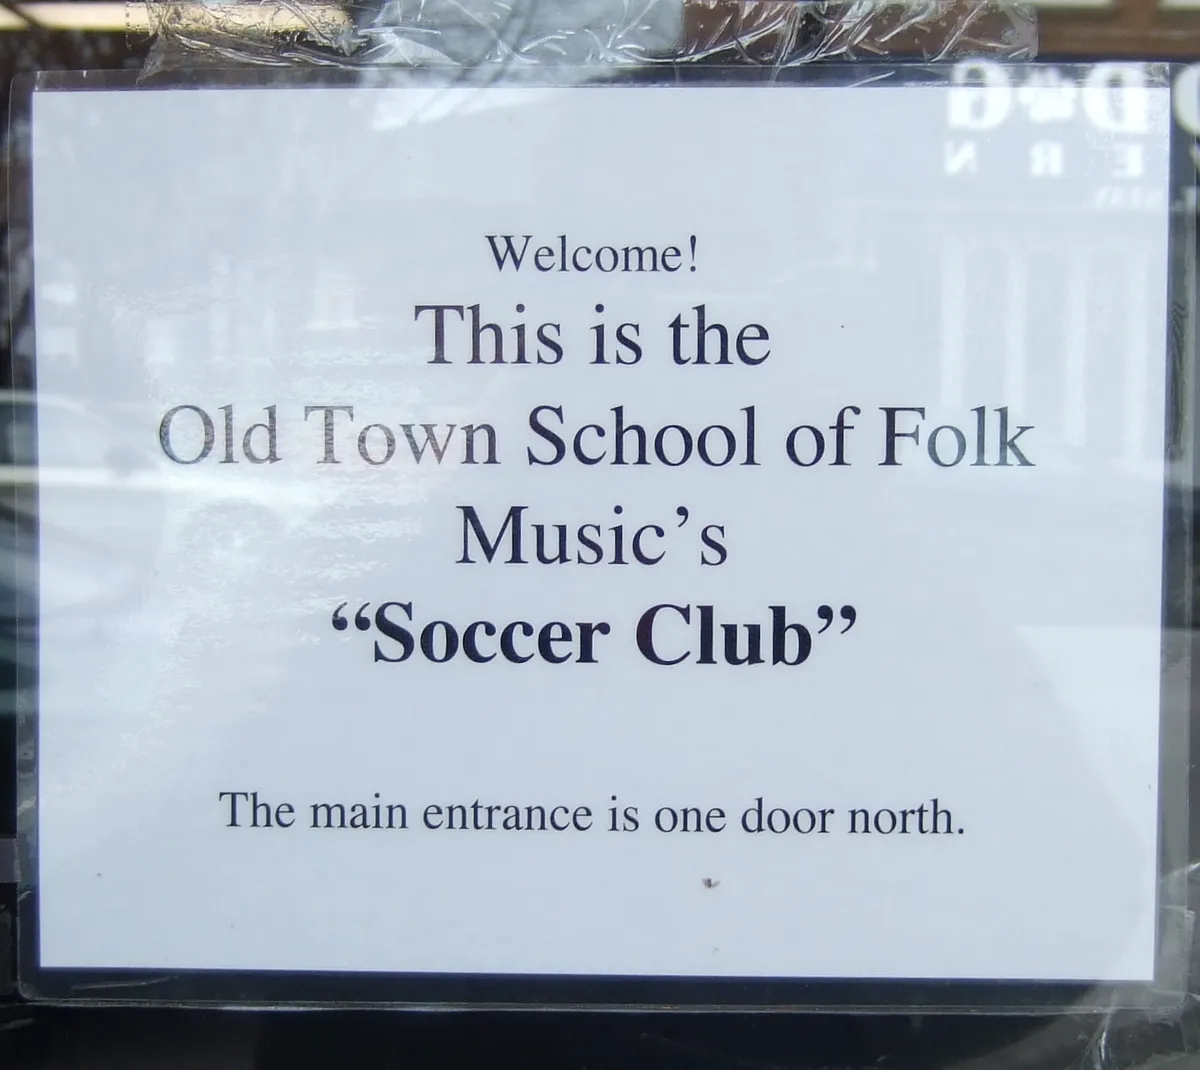 Welcome!
This is the
Old Town School of Folk
Music’s
“Soccer Club”
The main entrance is one door north.